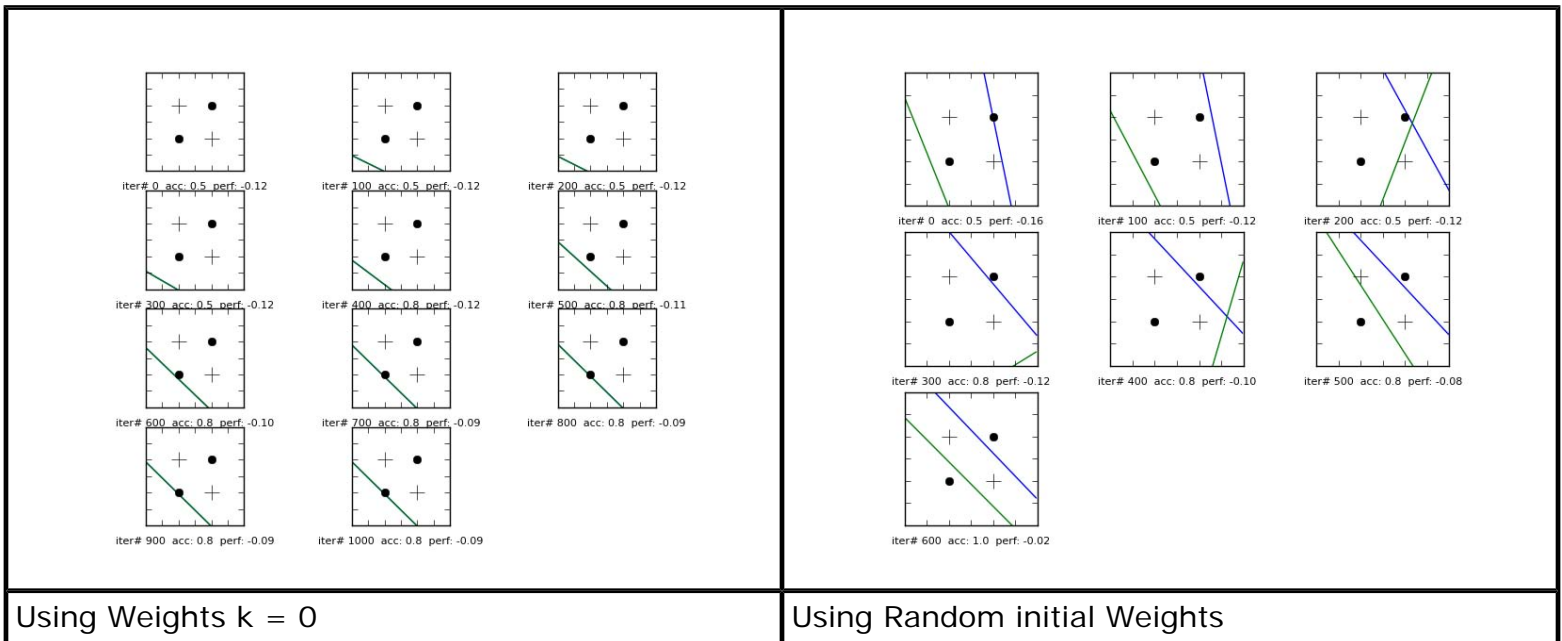 iter# 0 acc: 0.5 perf: -0.12
iter# 100 acc: 0.5 perf: -0.12
iter# 200 acc: 0.5 perf: -0.12
iter# 300 acc: 0.5 perf: -0.12
iter# 400 acc: 0.8 perf: -0.12
iter# 500 acc: 0.8 perf: -0.11
iter# 600 acc: 0.8 perf: -0.10
iter# 700 acc: 0.8 perf: -0.09
iter# 800 acc: 0.8 perf: -0.09
iter# 900 acc: 0.8 perf: -0.09
iter# 1000 acc: 0.8 perf: -0.09
Using Weights k = 0
iter# 0 acc: 0.5 perf: -0.16
iter# 100 acc: 0.5 perf: -0.12
iter# 200 acc: 0.5 perf: -0.12
iter# 300 acc: 0.8 perf: -0.12
iter# 400 acc: 0.8 perf: -0.10
iter# 500 acc: 0.8 perf: -0.08
iter# 600 acc: 1.0 perf: -0.02
Using Random initial Weights